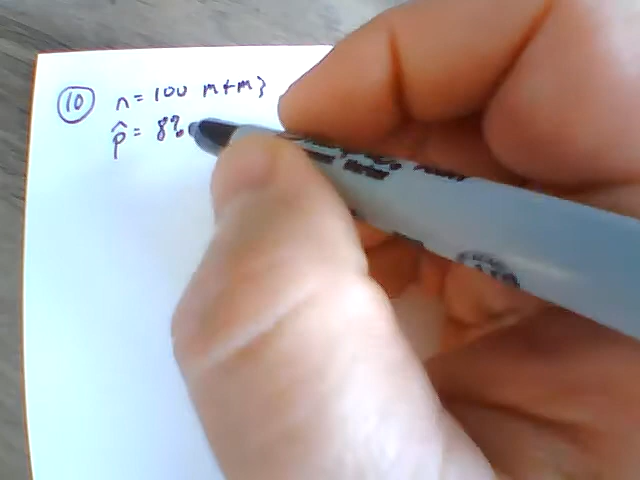 10 n = 100 m+m's
p̂ = 8%